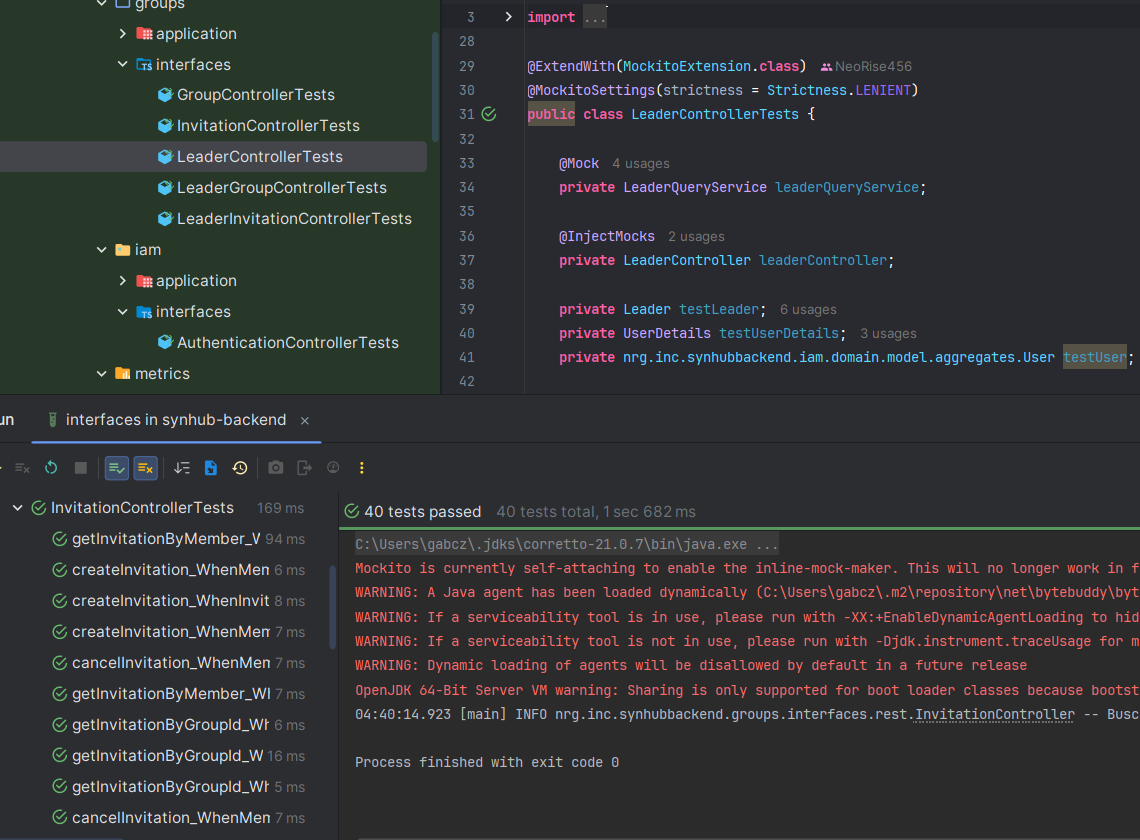 groups
application
interfaces
GroupControllerTests
InvitationControllerTests
LeaderControllerTests
LeaderGroupControllerTests
LeaderInvitationControllerTests
iam
application
interfaces
AuthenticationControllerTests
metrics
3 import ...
28
29 @ExtendWith(MockitoExtension.class) NeoRise456
30 @MockitoSettings(strictness = Strictness.LENIENT)
31 public class LeaderControllerTests {
32
33 @Mock 4 usages
34 private LeaderQueryService leaderQueryService;
35
36 @InjectMocks 2 usages
37 private LeaderController leaderController;
38
39 private Leader testLeader; 6 usages
40 private UserDetails testUserDetails; 3 usages
41 private nrg.inc.synhubbackend.iam.domain.model.aggregates.User testUser;
42
un interfaces in synhub-backend ×
InvitationControllerTests 169 ms
getInvitationByMember_W 94 ms
createInvitation_WhenMem 6 ms
createInvitation_WhenInvit 8 ms
createInvitation_WhenMem 7 ms
cancelInvitation_WhenMen 7 ms
getInvitationByMember_WI 7 ms
getInvitationByGroupId_Wh 6 ms
getInvitationByGroupId_W 16 ms
getInvitationByGroupId_Wh 5 ms
cancelInvitation_WhenMen 7 ms
40 tests passed 40 tests total, 1 sec 682 ms
C:\Users\gabcz\.jdks\corretto-21.0.7\bin\java.exe ...
Mockito is currently self-attaching to enable the inline-mock-maker. This will no longer work in f
WARNING: A Java agent has been loaded dynamically (C:\Users\gabcz\.m2\repository\net\bytebuddy\byt
WARNING: If a serviceability tool is in use, please run with -XX:+EnableDynamicAgentLoading to hid
WARNING: If a serviceability tool is not in use, please run with -Djdk.instrument.traceUsage for m
WARNING: Dynamic loading of agents will be disallowed by default in a future release
OpenJDK 64-Bit Server VM warning: Sharing is only supported for boot loader classes because bootst
04:40:14.923 [main] INFO nrg.inc.synhubbackend.groups.interfaces.rest.InvitationController -- Busc
Process finished with exit code 0